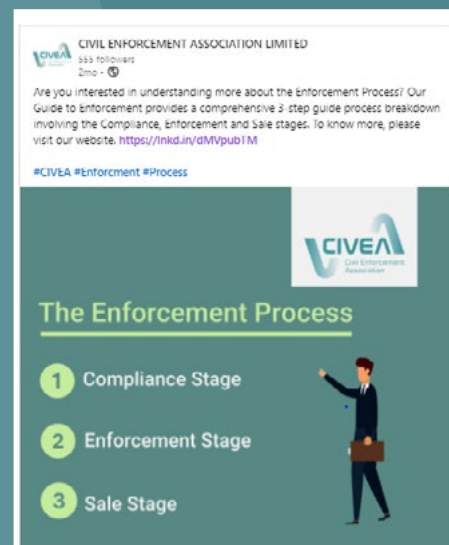 CIVEA
CIVIL ENFORCEMENT ASSOCIATION LIMITED
555 followers
2mo •
Are you interested in understanding more about the Enforcement Process? Our
Guide to Enforcement provides a comprehensive 3-step guide process breakdown
involving the Compliance, Enforcement and Sale stages. To know more, please
visit our website. https://lnkd.in/dMVpubTM
#CIVEA #Enforcment #Process
CIVEA
Civil Enforcement
Association
The Enforcement Process
1 Compliance Stage
2 Enforcement Stage
3 Sale Stage